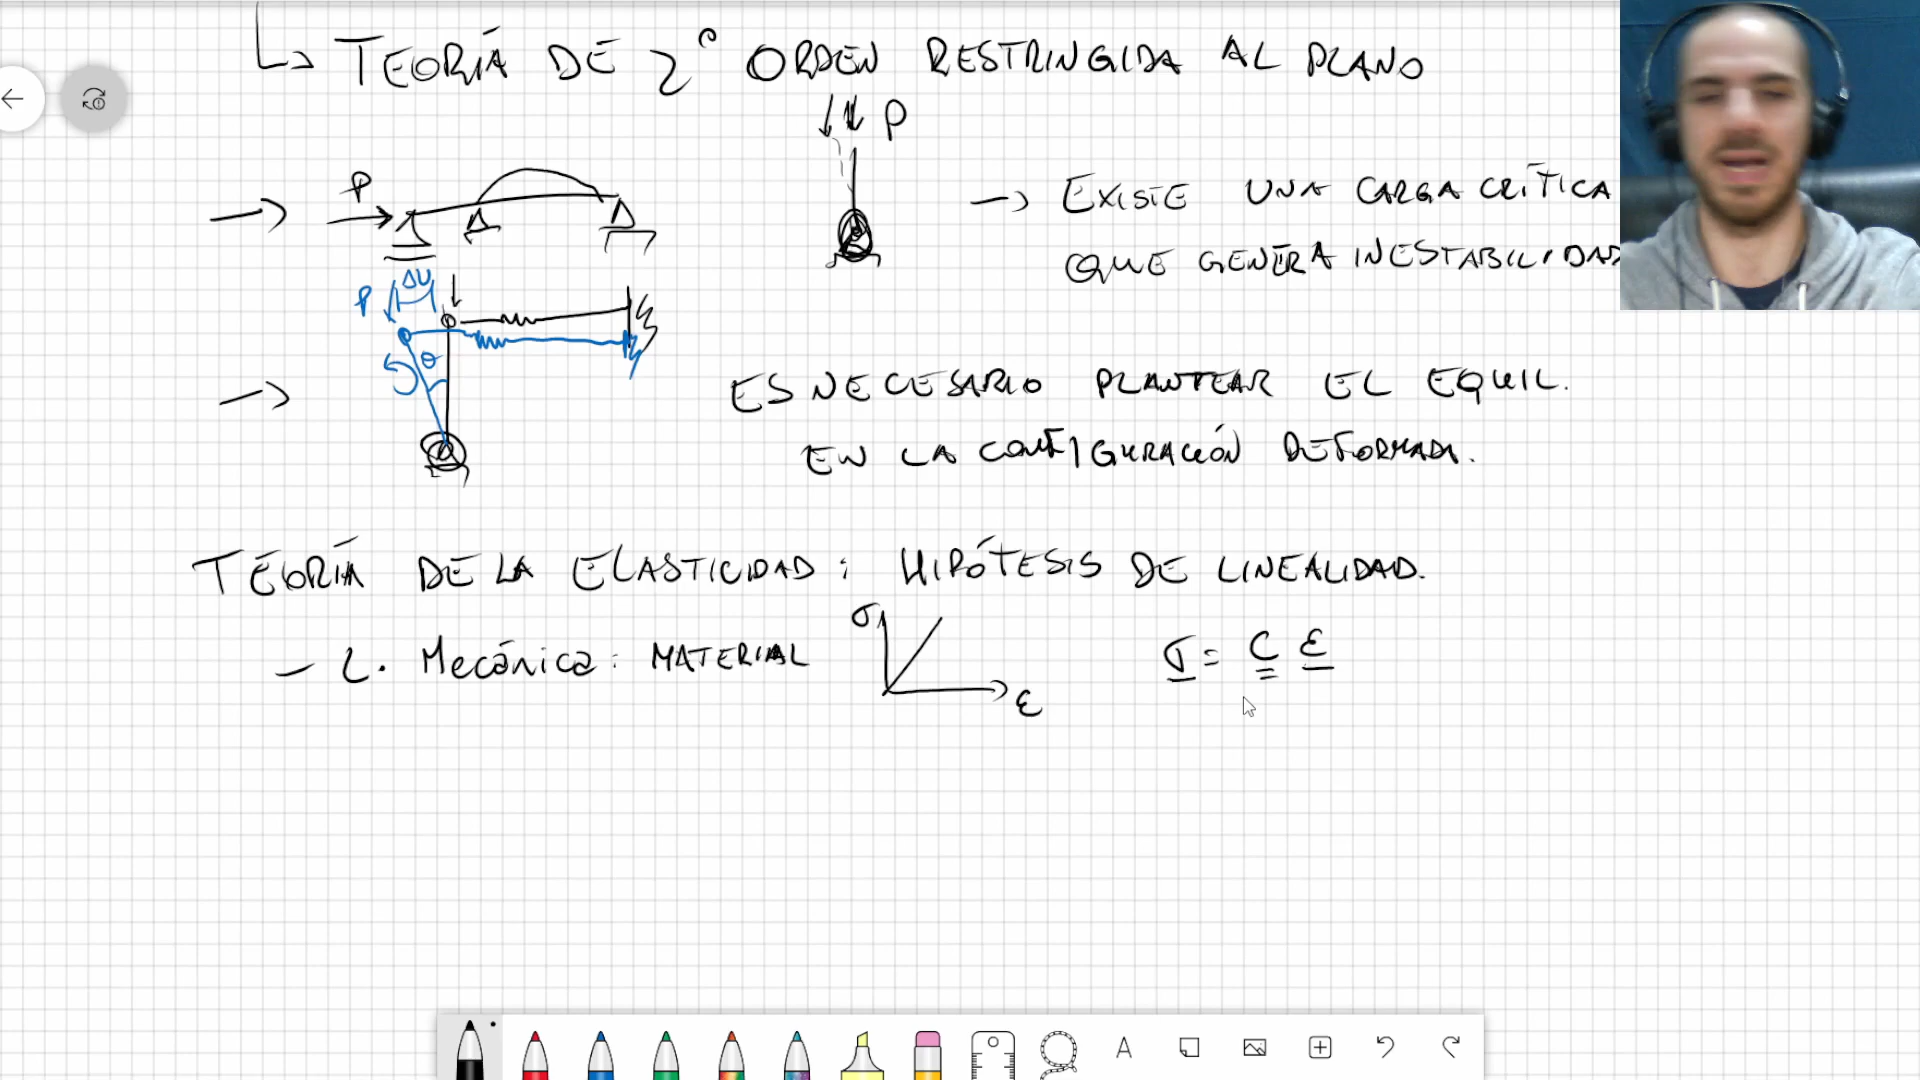 ↳ TEORÍA DE 2° ORDEN RESTRINGIDA AL PLANO
P
P
→ EXISTE UNA CARGA CRÍTICA
QUE GENERA INESTABILIDAD
P ΔU
θ
ES NECESARIO PLANTEAR EL EQUIL.
EN LA CONFIGURACIÓN DEFORMADA.
TEORÍA DE LA ELASTICIDAD: HIPÓTESIS DE LINEALIDAD.
- L. Mecánica: MATERIAL σ ε σ = C ε
A